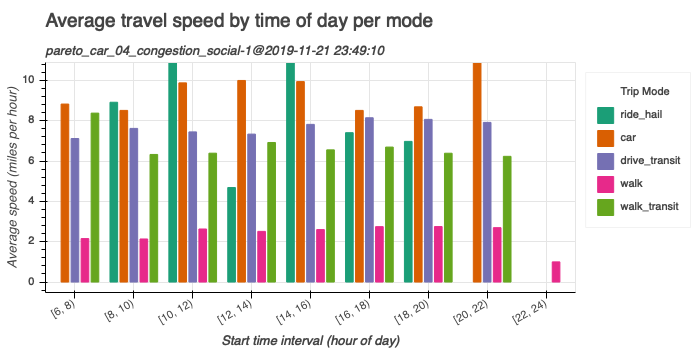 Average travel speed by time of day per mode
pareto_car_04_congestion_social-1@2019-11-21 23:49:10
Average speed (miles per hour)
10
8
6
4
2
0
[6, 8)
[8, 10)
[10, 12)
[12, 14)
[14, 16)
[16, 18)
[18, 20)
[20, 22)
[22, 24)
Start time interval (hour of day)
Trip Mode
ride_hail
car
drive_transit
walk
walk_transit